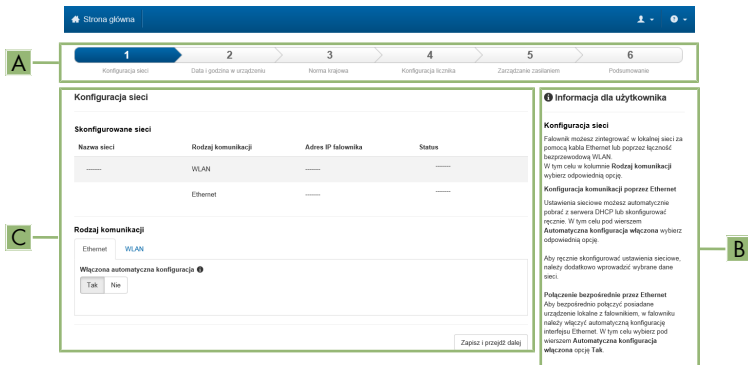 Strona główna
A
1 2 3 4 5 6
Konfiguracja sieci Data i godzina w urządzeniu Norma krajowa Konfiguracja licznika Zarządzanie zasilaniem Podsumowanie
Konfiguracja sieci
Skonfigurowane sieci
Nazwa sieci Rodzaj komunikacji Adres IP falownika Status
------- WLAN ------- -------
Ethernet ------- -------
C
Rodzaj komunikacji
Ethernet WLAN
Włączona automatyczna konfiguracja
Tak Nie
Zapisz i przejdź dalej
Informacja dla użytkownika
Konfiguracja sieci
Falownik możesz zintegrować w lokalnej sieci za
pomocą kabla Ethernet lub poprzez łączność
bezprzewodową WLAN.
W tym celu w kolumnie Rodzaj komunikacji
wybierz odpowiednią opcję.
Konfiguracja komunikacji poprzez Ethernet
Ustawienia sieciowe możesz automatycznie
pobrać z serwera DHCP lub skonfigurować
ręcznie. W tym celu pod wierszem
Automatyczna konfiguracja włączona wybierz
odpowiednią opcję.
Aby ręcznie skonfigurować ustawienia sieciowe,
należy dodatkowo wprowadzić wybrane dane
sieci.
Połączenie bezpośrednie przez Ethernet
Aby bezpośrednio połączyć posiadane
urządzenie lokalne z falownikiem, w falowniku
należy włączyć automatyczną konfigurację
interfejsu Ethernet. W tym celu wybierz pod
wierszem Automatyczna konfiguracja
włączona opcję Tak.
B